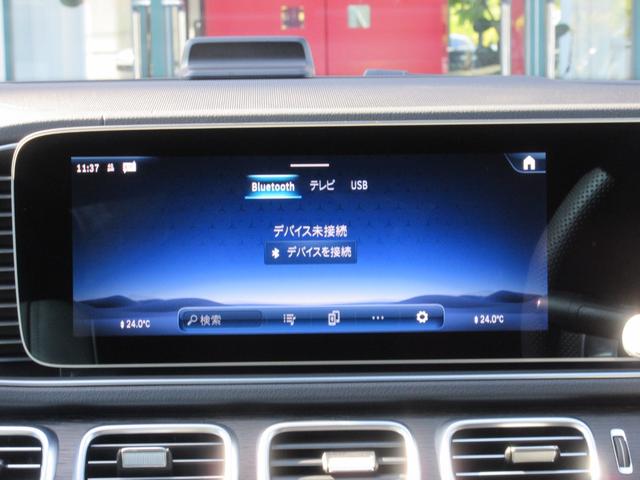 11:37
Bluetooth テレビ USB
デバイス未接続
デバイスを接続
24.0°C 検索 24.0°C